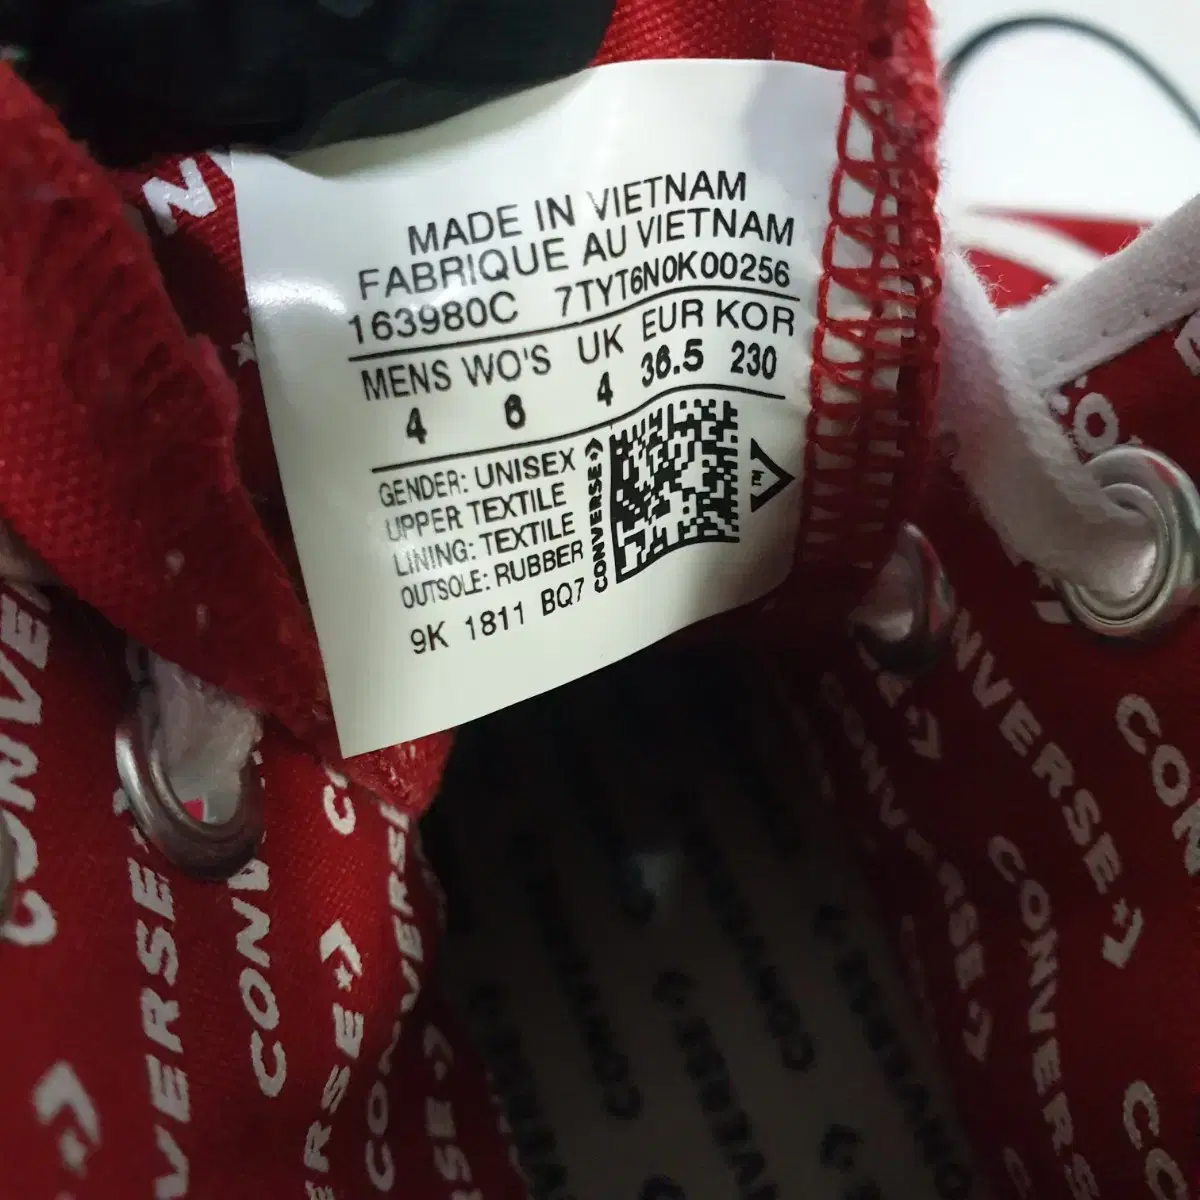 MADE IN VIETNAM
FABRIQUE AU VIETNAM
163980C 7TYT6N0K00256
MENS WO'S UK EUR KOR
4 6 4 36.5 230
GENDER: UNISEX
UPPER TEXTILE
LINING: TEXTILE
OUTSOLE: RUBBER
CONVERSE
TM
9K 1811 BQ7
CONVERSE
CONVERSE
CONVERSE
CONVERSE